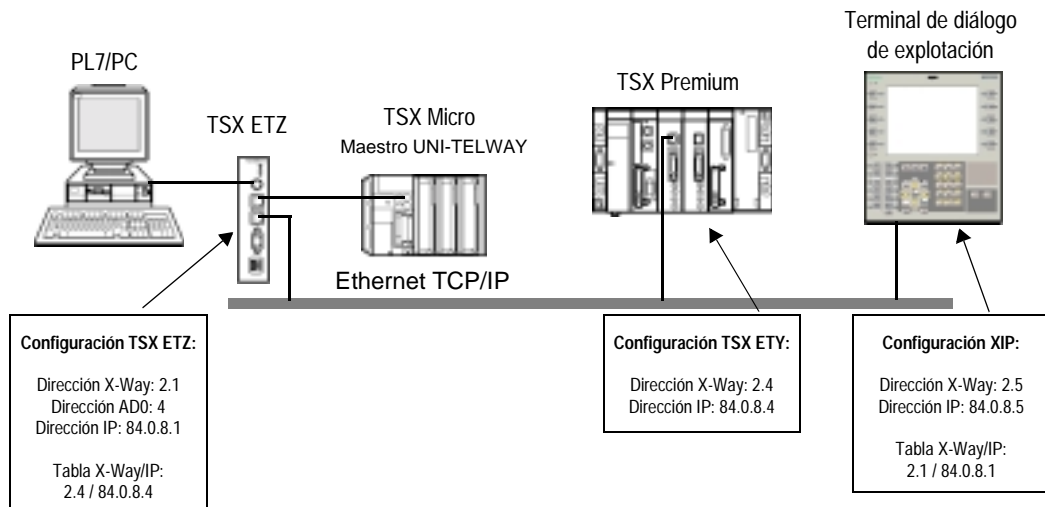 Terminal de diálogo
de explotación
PL7/PC
TSX Premium
TSX ETZ
TSX Micro
Maestro UNI-TELWAY
Ethernet TCP/IP
Configuración TSX ETZ:
Dirección X-Way: 2.1
Dirección AD0: 4
Dirección IP: 84.0.8.1
Tabla X-Way/IP:
2.4 / 84.0.8.4
Configuración TSX ETY:
Dirección X-Way: 2.4
Dirección IP: 84.0.8.4
Configuración XIP:
Dirección X-Way: 2.5
Dirección IP: 84.0.8.5
Tabla X-Way/IP:
2.1 / 84.0.8.1